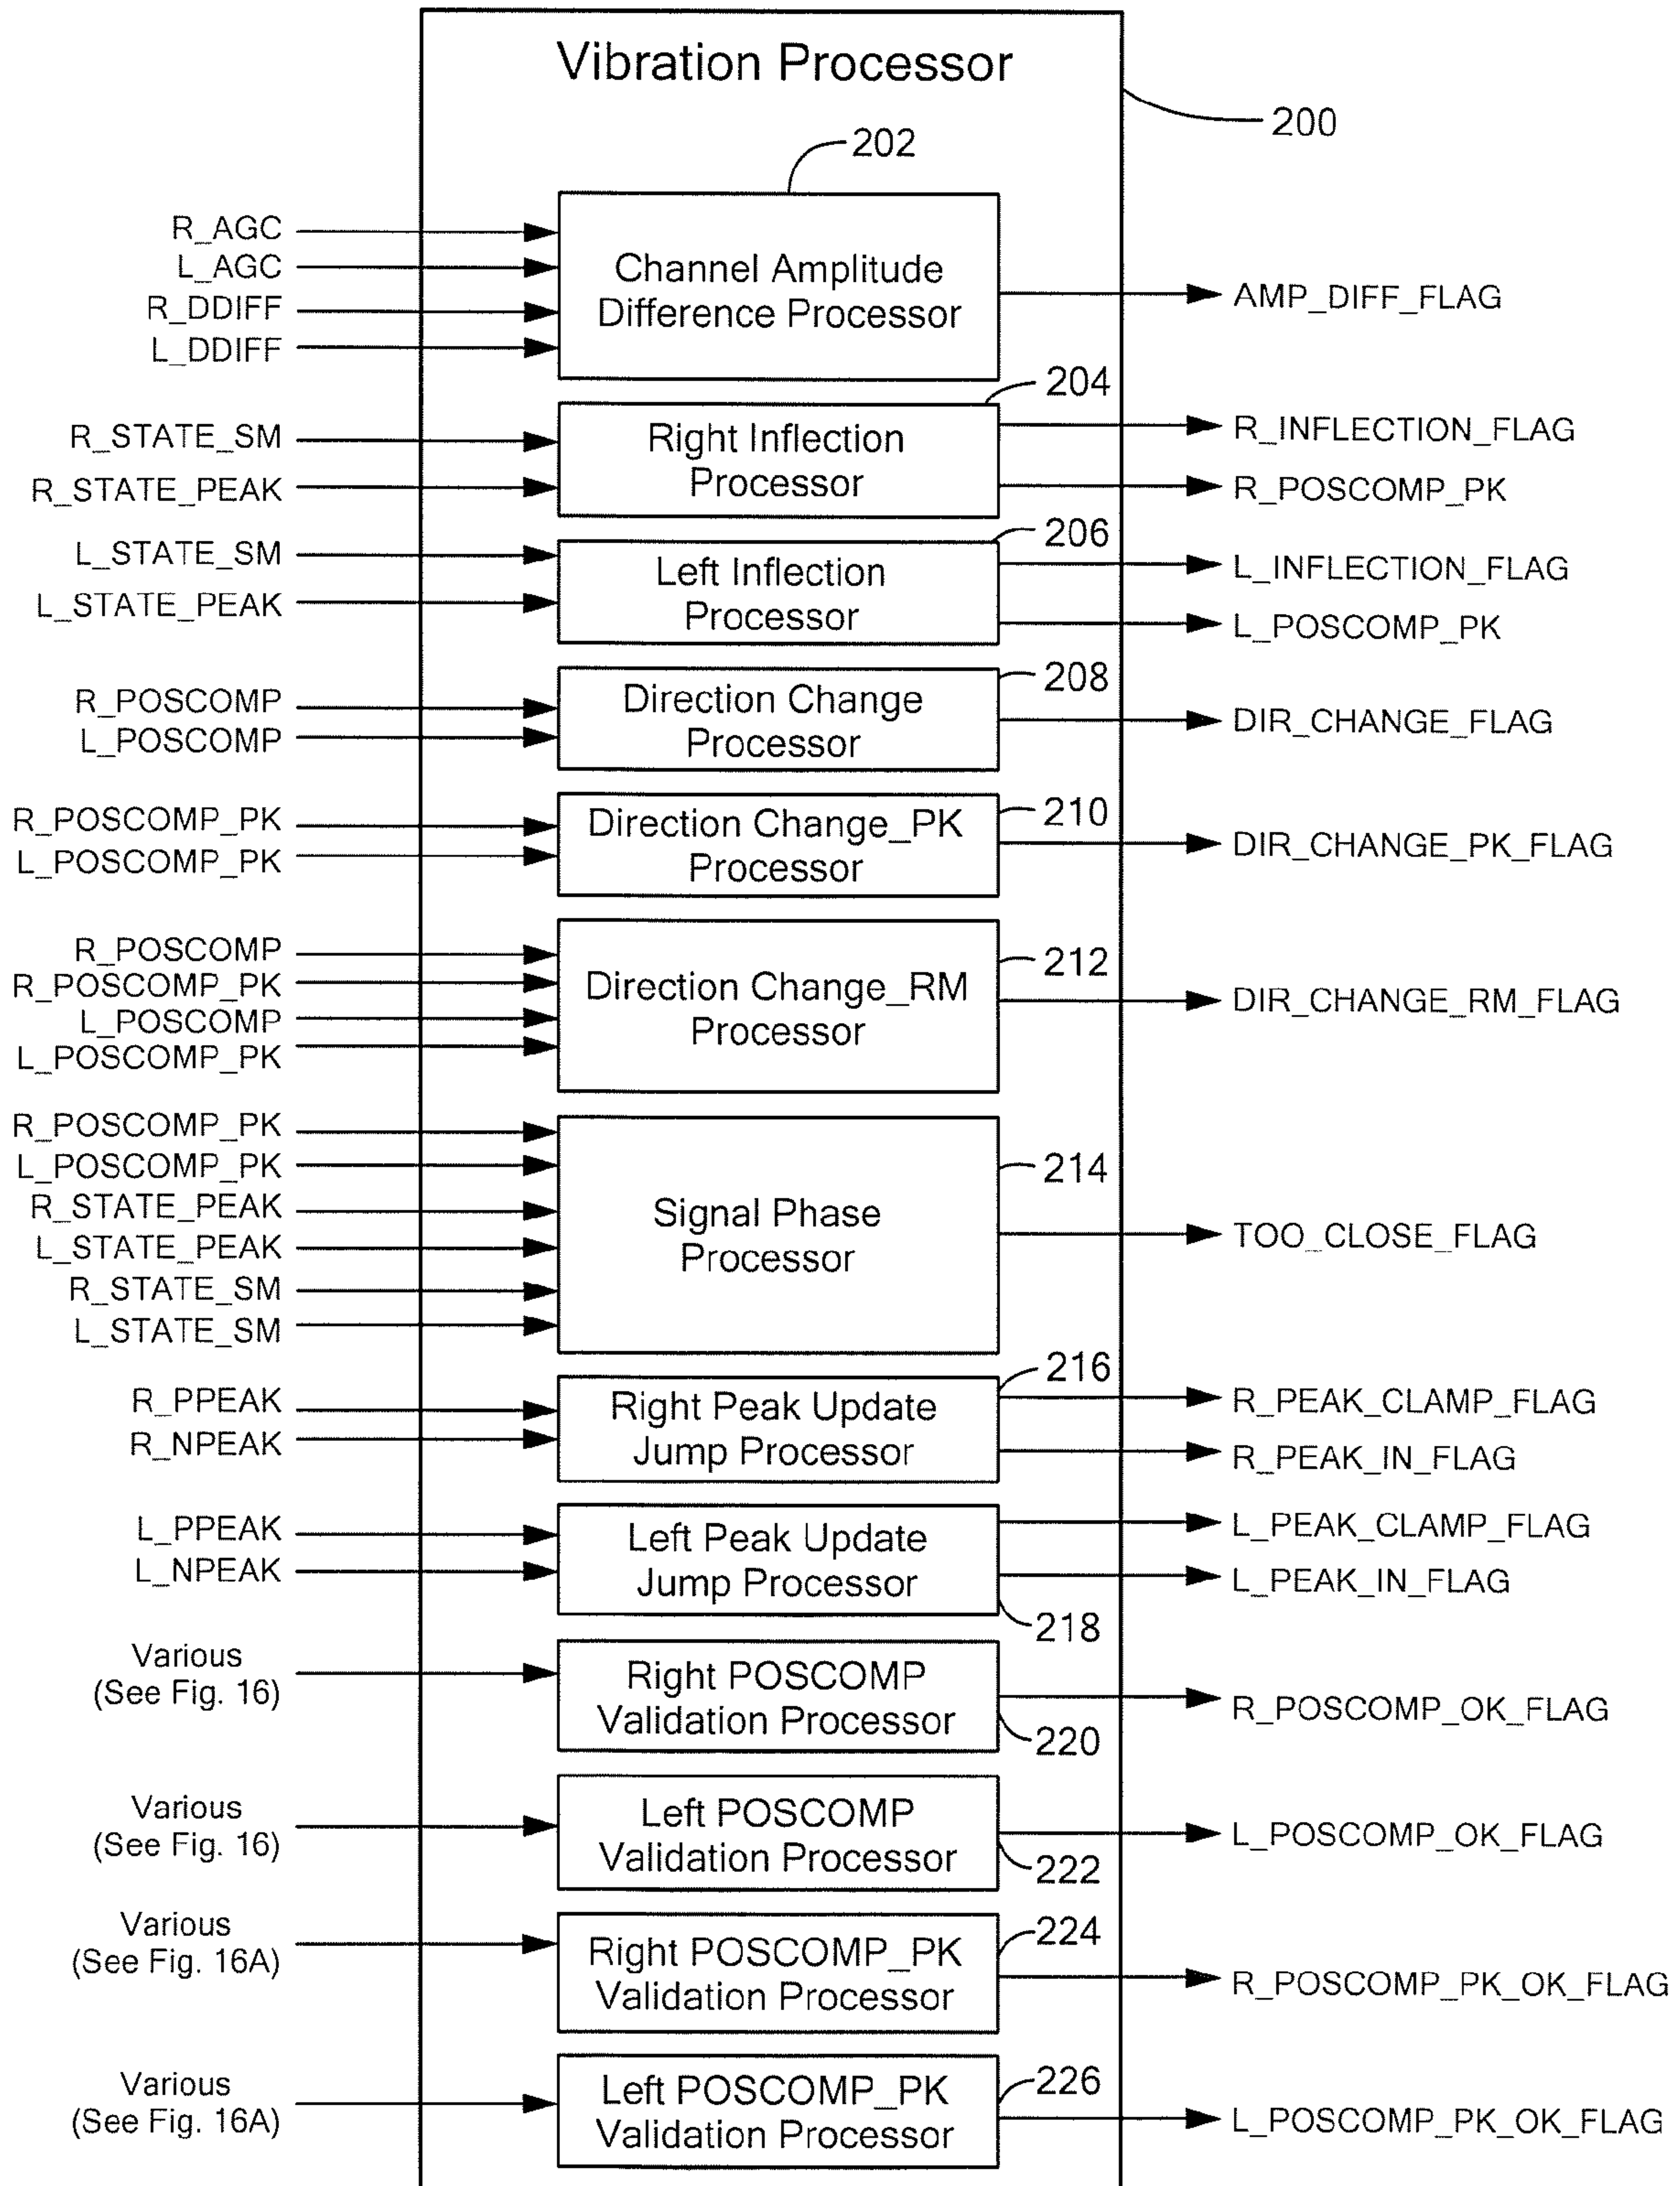 Vibration Processor
200
202
R_AGC
L_AGC
R_DDIFF
L_DDIFF
Channel Amplitude
Difference Processor
AMP_DIFF_FLAG
204
R_STATE_SM
R_STATE_PEAK
Right Inflection
Processor
R_INFLECTION_FLAG
R_POSCOMP_PK
206
L_STATE_SM
L_STATE_PEAK
Left Inflection
Processor
L_INFLECTION_FLAG
L_POSCOMP_PK
208
R_POSCOMP
L_POSCOMP
Direction Change
Processor
DIR_CHANGE_FLAG
210
R_POSCOMP_PK
L_POSCOMP_PK
Direction Change_PK
Processor
DIR_CHANGE_PK_FLAG
R_POSCOMP
R_POSCOMP_PK
L_POSCOMP
L_POSCOMP_PK
Direction Change_RM
Processor
212
DIR_CHANGE_RM_FLAG
R_POSCOMP_PK
L_POSCOMP_PK
R_STATE_PEAK
L_STATE_PEAK
R_STATE_SM
L_STATE_SM
Signal Phase
Processor
214
TOO_CLOSE_FLAG
216
R_PPEAK
R_NPEAK
Right Peak Update
Jump Processor
R_PEAK_CLAMP_FLAG
R_PEAK_IN_FLAG
L_PPEAK
L_NPEAK
Left Peak Update
Jump Processor
L_PEAK_CLAMP_FLAG
L_PEAK_IN_FLAG
218
Various
(See Fig. 16)
Right POSCOMP
Validation Processor
220
R_POSCOMP_OK_FLAG
Various
(See Fig. 16)
Left POSCOMP
Validation Processor
222
L_POSCOMP_OK_FLAG
Various
(See Fig. 16A)
Right POSCOMP_PK
Validation Processor
224
R_POSCOMP_PK_OK_FLAG
Various
(See Fig. 16A)
Left POSCOMP_PK
Validation Processor
226
L_POSCOMP_PK_OK_FLAG